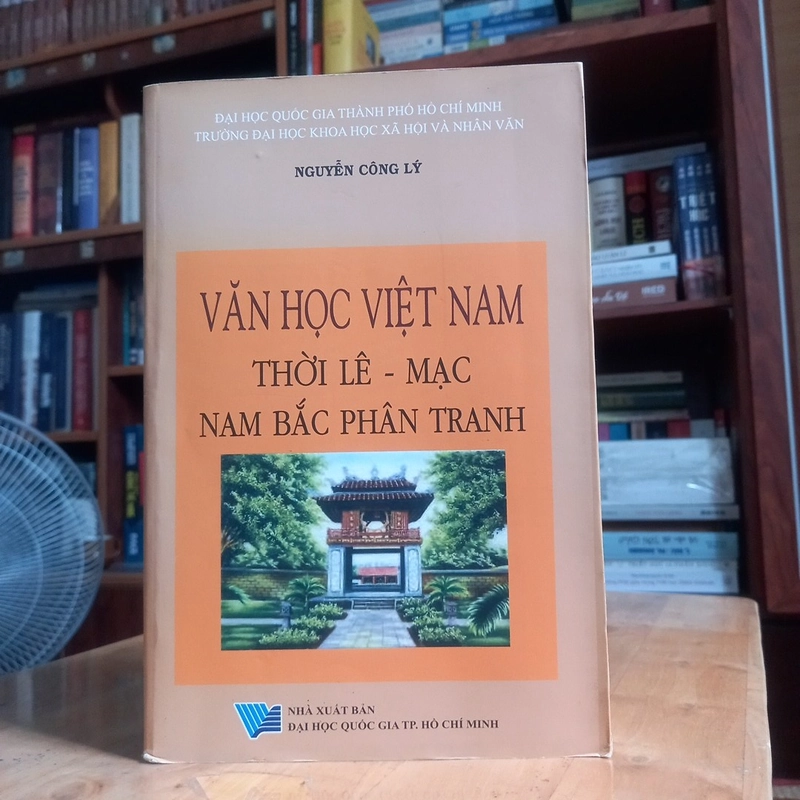 ĐẠI HỌC QUỐC GIA THÀNH PHỐ HỒ CHÍ MINH
TRƯỜNG ĐẠI HỌC KHOA HỌC XÃ HỘI VÀ NHÂN VĂN
NGUYỄN CÔNG LÝ
VĂN HỌC VIỆT NAM
THỜI LÊ - MẠC
NAM BẮC PHÂN TRANH
NHÀ XUẤT BẢN
ĐẠI HỌC QUỐC GIA TP. HỒ CHÍ MINH
TRIẾT
HỌC